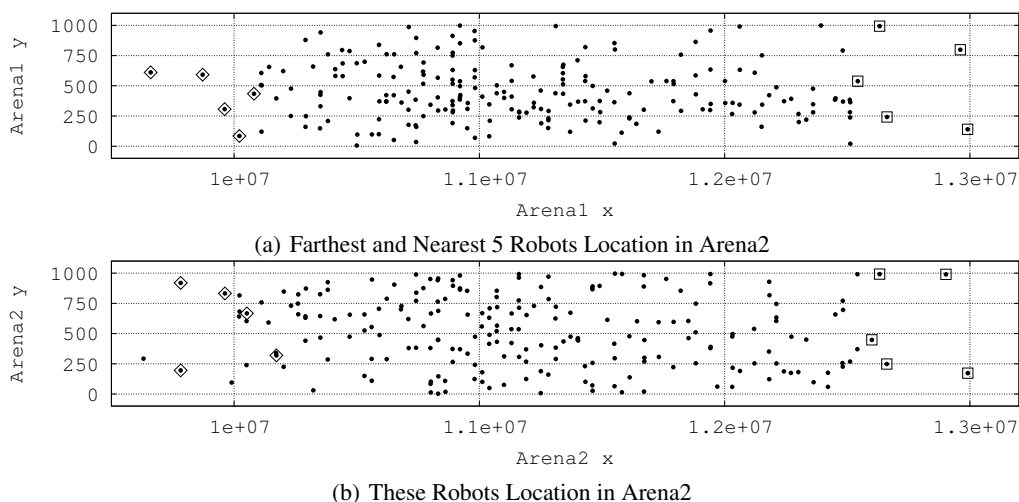 1000
750
500
250
0
Arena1 y
1e+07
1.1e+07
1.2e+07
1.3e+07
Arena1 x
(a) Farthest and Nearest 5 Robots Location in Arena2
1000
750
500
250
0
Arena2 y
1e+07
1.1e+07
1.2e+07
1.3e+07
Arena2 x
(b) These Robots Location in Arena2